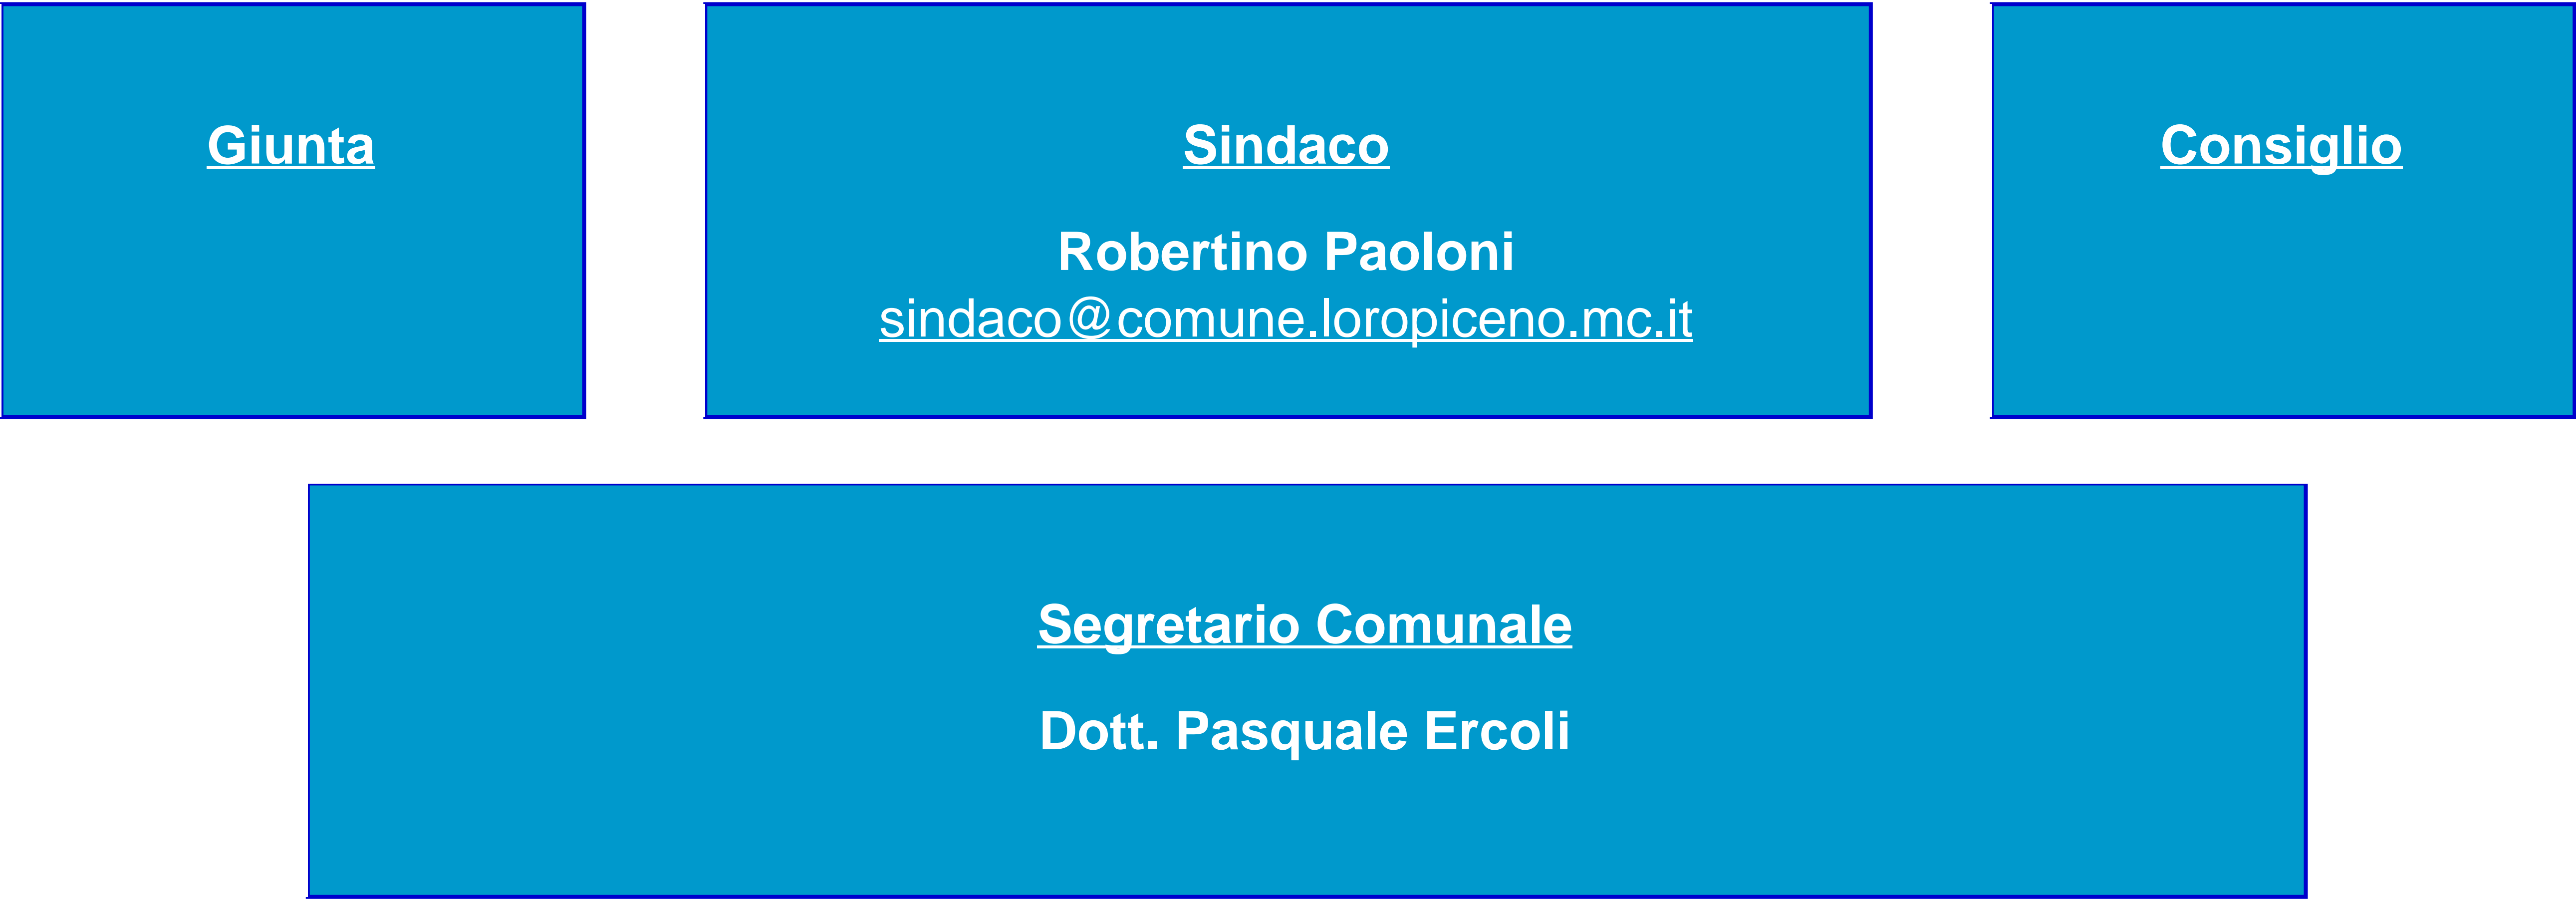 Giunta
Sindaco
Robertino Paoloni
sindaco@comune.loropiceno.mc.it
Consiglio
Segretario Comunale
Dott. Pasquale Ercoli